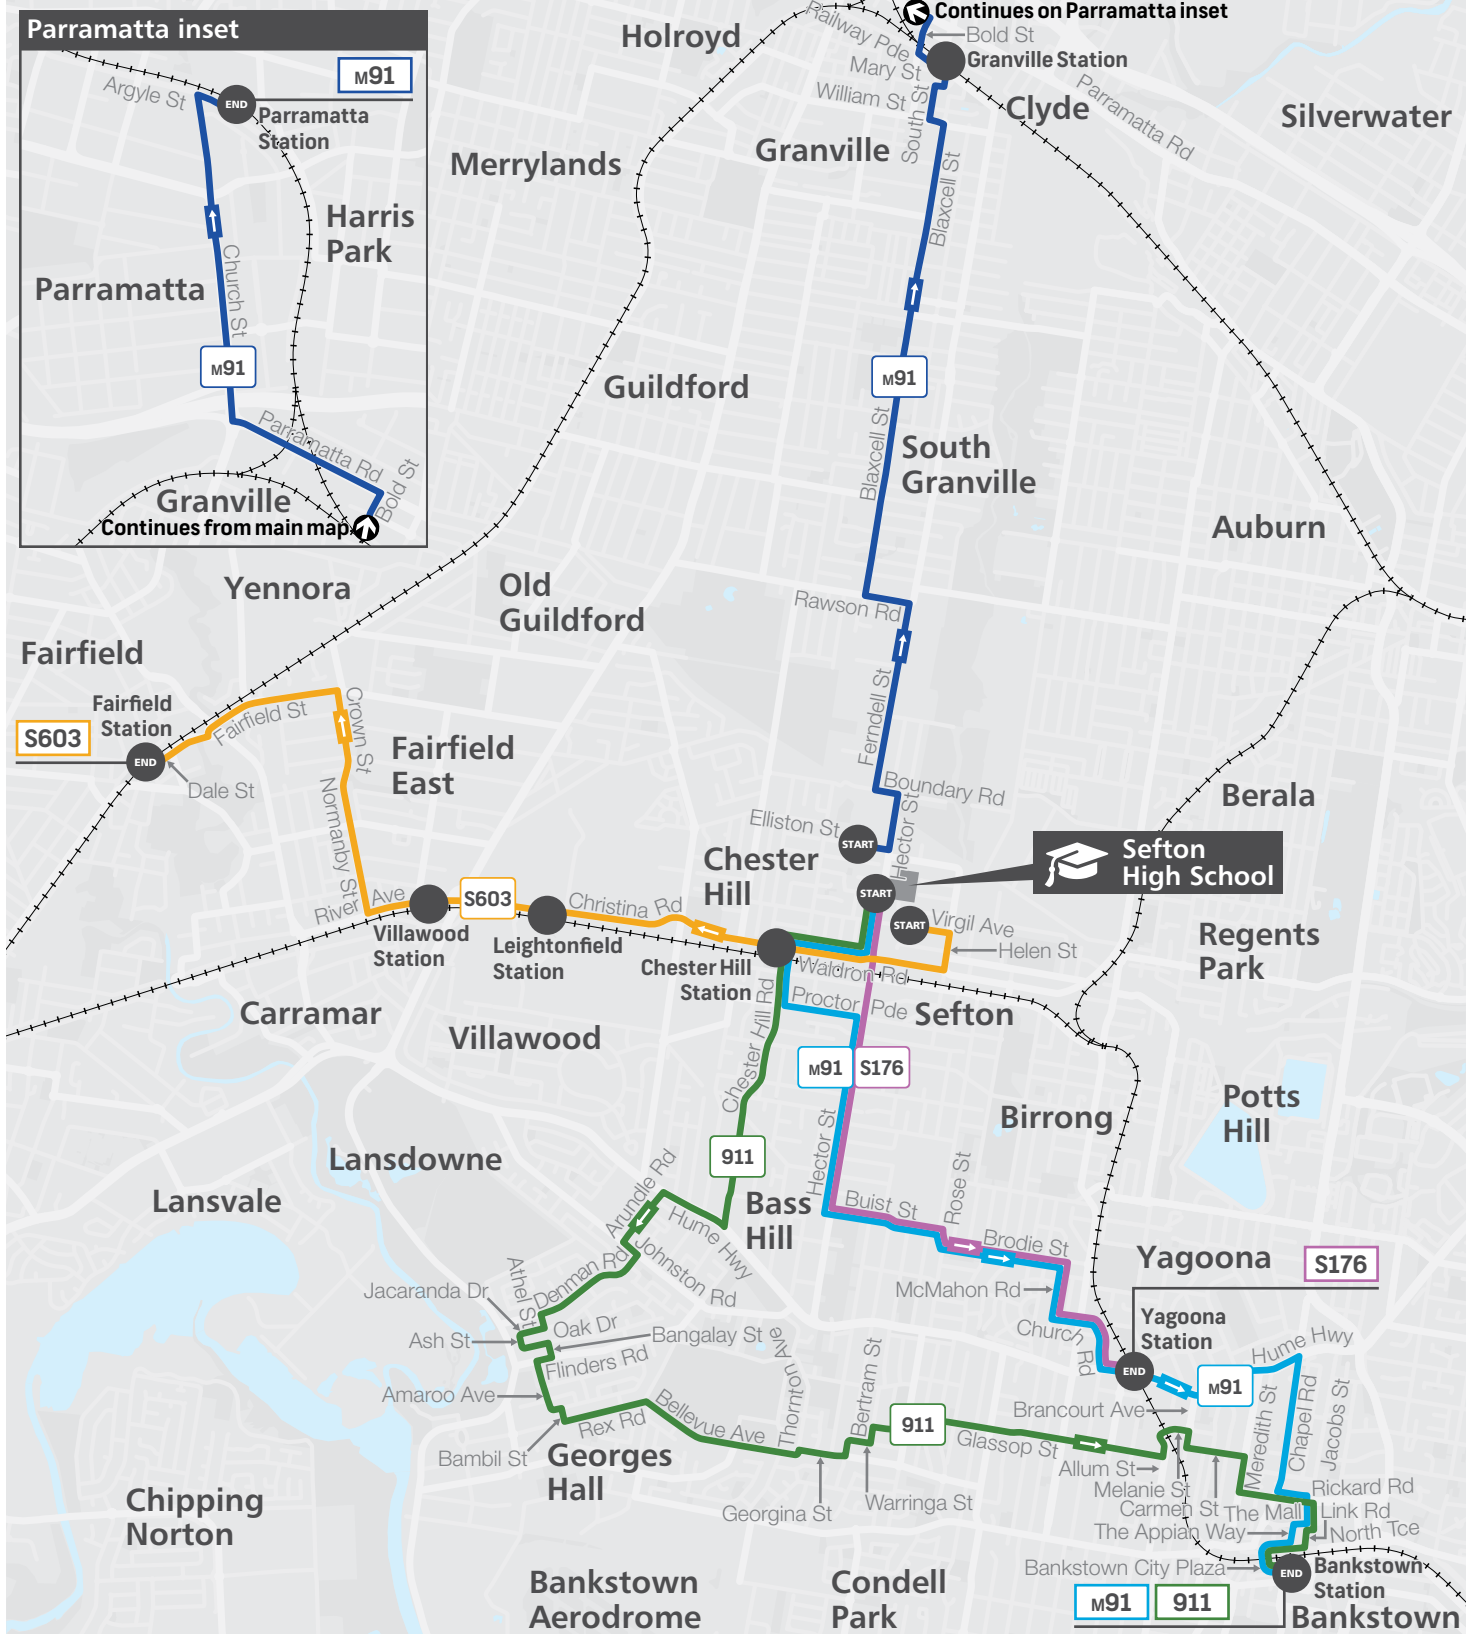 Parramatta inset
M91
Argyle St
END
Parramatta
Station
Harris
Park
Parramatta
Church St
M91
Parramatta Rd
Bold St
Granville
Continues from main map
Continues on Parramatta inset
Holroyd
Railway Pde
Bold St
Mary St
Granville Station
William St
South St
Clyde
Parramatta Rd
Silverwater
Merrylands
Granville
Blaxcell St
Guildford
M91
Blaxcell St
South
Granville
Auburn
Yennora
Old
Guildford
Rawson Rd
Fairfield
Fairfield
Station
S603
END
Fairfield St
Crown St
Dale St
Fairfield
East
Normanby St
Ferndell St
Boundary Rd
Berala
Elliston St
START
Hector St
Chester
Hill
Sefton
High School
START
START
Virgil Ave
Helen St
Regents
Park
River Ave
S603
Christina Rd
Villawood
Station
Leightonfield
Station
Chester Hill
Station
Waldron Rd
Proctor Pde
Sefton
Carramar
Villawood
Chester Hill Rd
M91
S176
Birrong
Potts
Hill
Lansdowne
911
Hector St
Lansvale
Arundle Rd
Hume Hwy
Bass
Hill
Buist St
Rose St
Brodie St
Yagoona
S176
Johnston Rd
Denman Rd
Athel St
Jacaranda Dr
McMahon Rd
Church Rd
Yagoona
Station
Hume Hwy
Ash St
Oak Dr
Bangalay St
Flinders Rd
END
M91
Amaroo Ave
Thornton Ave
Bertram St
Brancourt Ave
Meredith St
Chapel Rd
Jacobs St
Rex Rd
Bellevue Ave
911
Glassop St
Bambil St
Georges
Hall
Allum St
Melanie St
Carmen St
Georgina St
Warringa St
Rickard Rd
The Mall
Link Rd
The Appian Way
North Tce
Chipping
Norton
Bankstown City Plaza
END
Bankstown
Station
Bankstown
Aerodrome
Condell
Park
M91
911
Bankstown